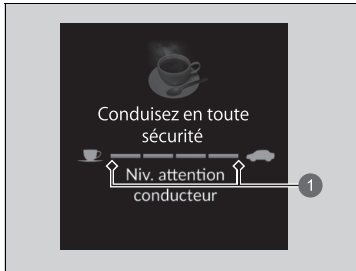 Conduisez en toute
sécurité
Niv. attention
conducteur
1